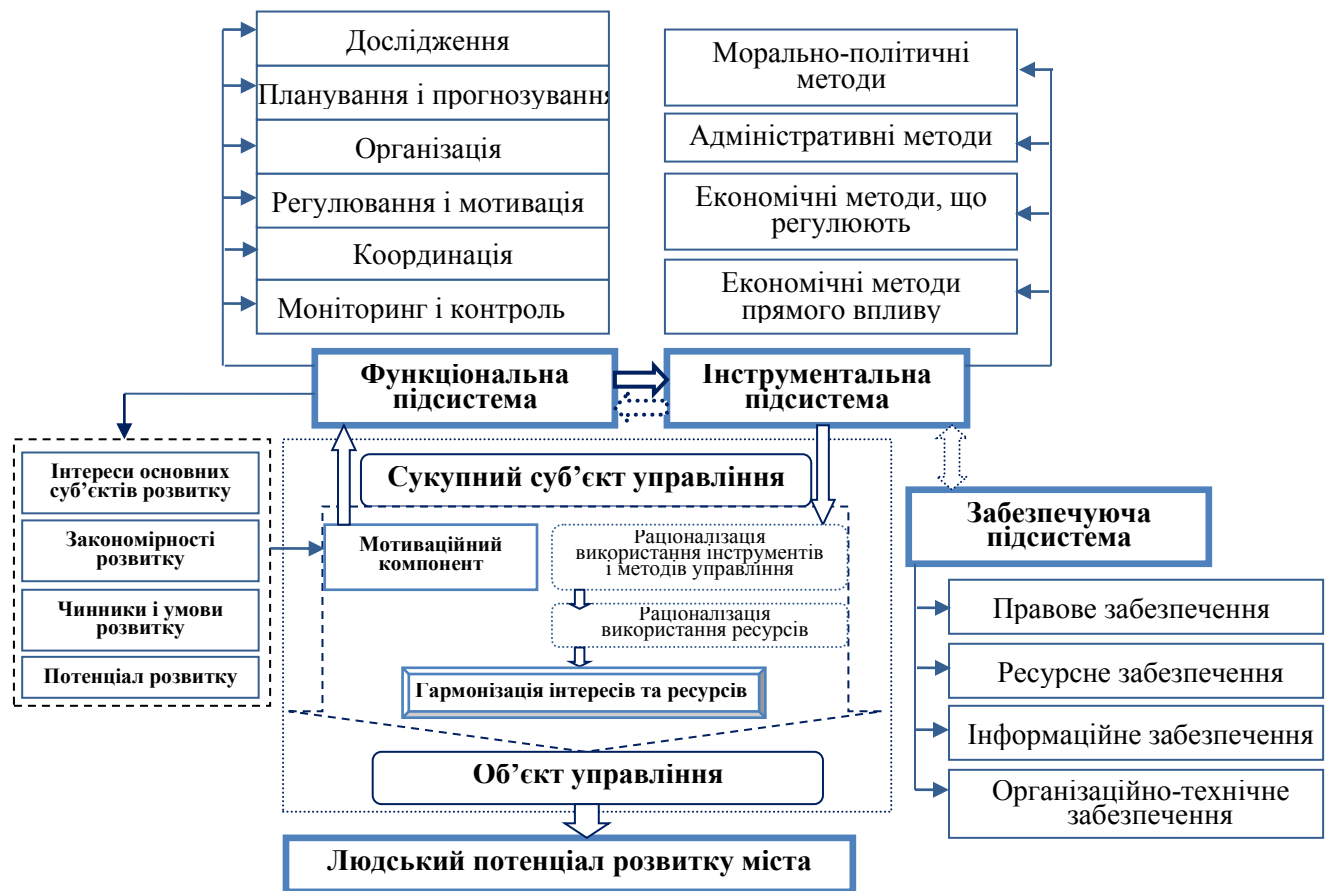 Дослідження
Планування і прогнозування
Організація
Регулювання і мотивація
Координація
Моніторинг і контроль
Морально-політичні
методи
Адміністративні методи
Економічні методи, що
регулюють
Економічні методи
прямого впливу
Функціональна
підсистема
Інструментальна
підсистема
Інтереси основних
суб’єктів розвитку
Закономірності
розвитку
Чинники і умови
розвитку
Потенціал розвитку
Сукупний суб’єкт управління
Мотиваційний
компонент
Раціоналізація
використання інструментів
і методів управління
Раціоналізація
використання ресурсів
Гармонізація інтересів та ресурсів
Об’єкт управління
Людський потенціал розвитку міста
Забезпечуюча
підсистема
Правове забезпечення
Ресурсне забезпечення
Інформаційне забезпечення
Організаційно-технічне
забезпечення